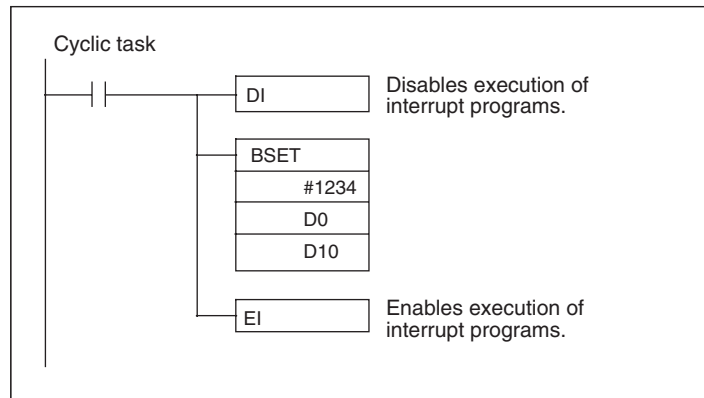 Cyclic task
DI
Disables execution of
interrupt programs.
BSET
#1234
D0
D10
EI
Enables execution of
interrupt programs.